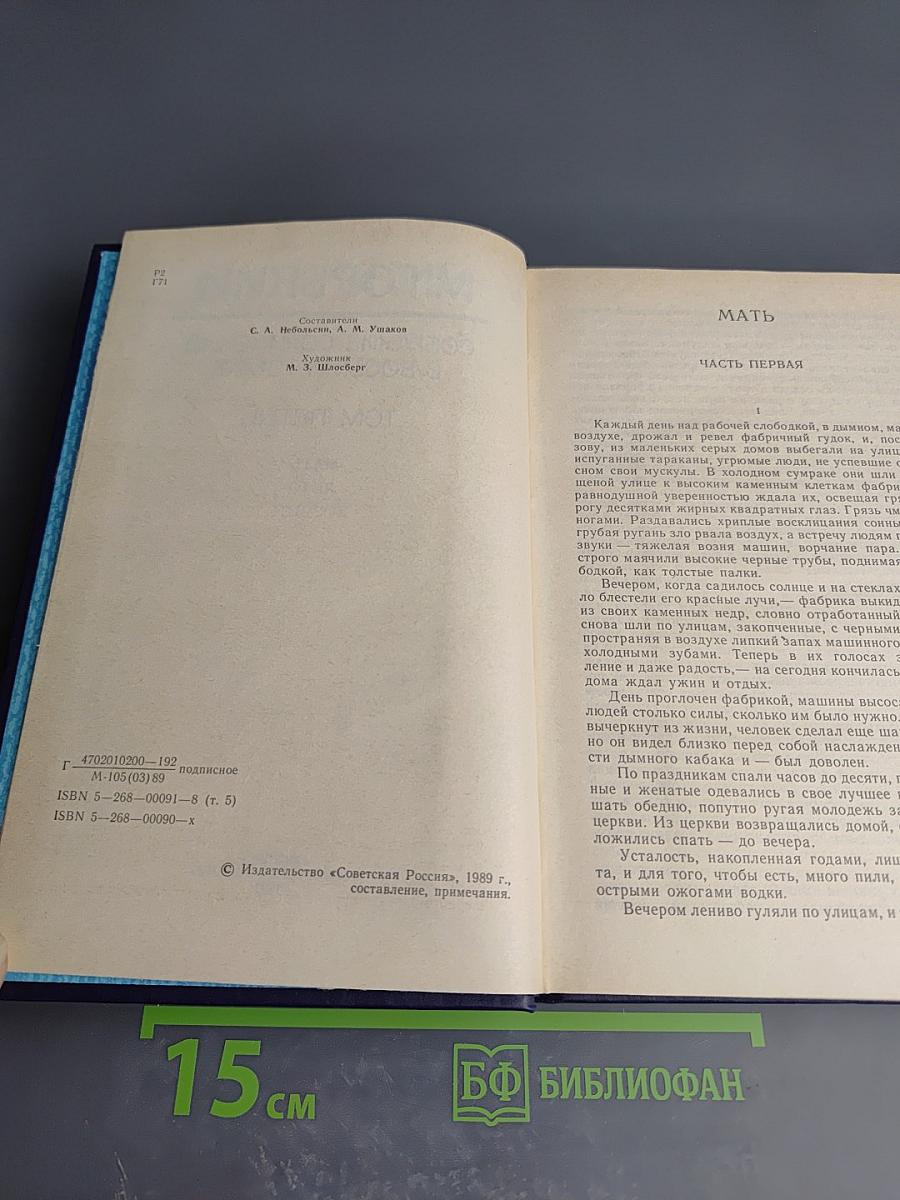 Р2
Г71
Составители
С. А. Небольсин, А. М. Ушаков
Художник
М. З. Шлосберг
Г 4702010200—192
М-105(03)89
подписное
ISBN 5—268—00091—8 (т. 5)
ISBN 5—268—00090—х
© Издательство «Советская Россия», 1989 г.,
составление, примечания.
МАТЬ
ЧАСТЬ ПЕРВАЯ
1
Каждый день над рабочей слободкой, в дымном,
воздухе, дрожал и ревел фабричный гудок, и,
зову, из маленьких серых домов выбегали на
испуганные тараканы, угрюмые люди, не успевшие
сном свои мускулы. В холодном сумраке они шли
щеной улице к высоким каменным клеткам
равнодушной уверенностью ждала их, освещая
рогу десятками жирных квадратных глаз. Грязь
ногами. Раздавались хриплые восклицания
грубая ругань зло рвала воздух, а встречу людям
звуки — тяжелая возня машин, ворчание пара.
строго маячили высокие черные трубы,
бодкой, как толстые палки.
Вечером, когда садилось солнце и на стеклах
ло блестели его красные лучи,— фабрика
из своих каменных недр, словно отработанный
снова шли по улицам, закопченные, с черными
пространяя в воздухе липкий запах машинного
холодными зубами. Теперь в их голосах
ление и даже радость,— на сегодня кончилась
дома ждал ужин и отдых.
День проглочен фабрикой, машины
людей столько силы, сколько им было нужно.
вычеркнут из жизни, человек сделал еще
но он видел близко перед собой
сти дымного кабака и — был доволен.
По праздникам спали часов до десяти,
ные и женатые одевались в свое лучшее
шать обедню, попутно ругая молодежь
церкви. Из церкви возвращались домой,
ложились спать — до вечера.
Усталость, накопленная годами,
та, и для того, чтобы есть, много пили,
острыми ожогами водки.
Вечером лениво гуляли по улицам, и
15 см
БФ БИБЛИОФАН